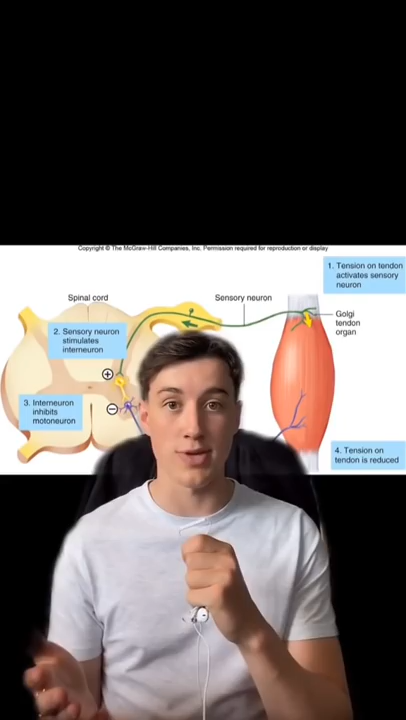 Copyright © The McGraw-Hill Companies, Inc. Permission required for reproduction or display
1. Tension on tendon
activates sensory
neuron
Spinal cord
Sensory neuron
Golgi
tendon
organ
2. Sensory neuron
stimulates
interneuron
+
−
3. Interneuron
inhibits
motoneuron
4. Tension on
tendon is reduced